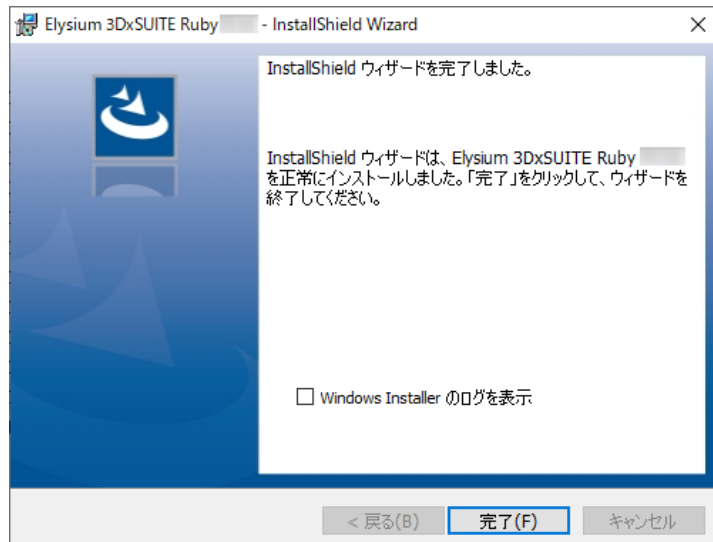 Elysium 3DxSUITE Ruby - InstallShield Wizard
InstallShield ウィザードを完了しました。
InstallShield ウィザードは、Elysium 3DxSUITE Ruby
を正常にインストールしました。「完了」をクリックして、ウィザードを
終了してください。
Windows Installer のログを表示
< 戻る(B)
完了(F)
キャンセル